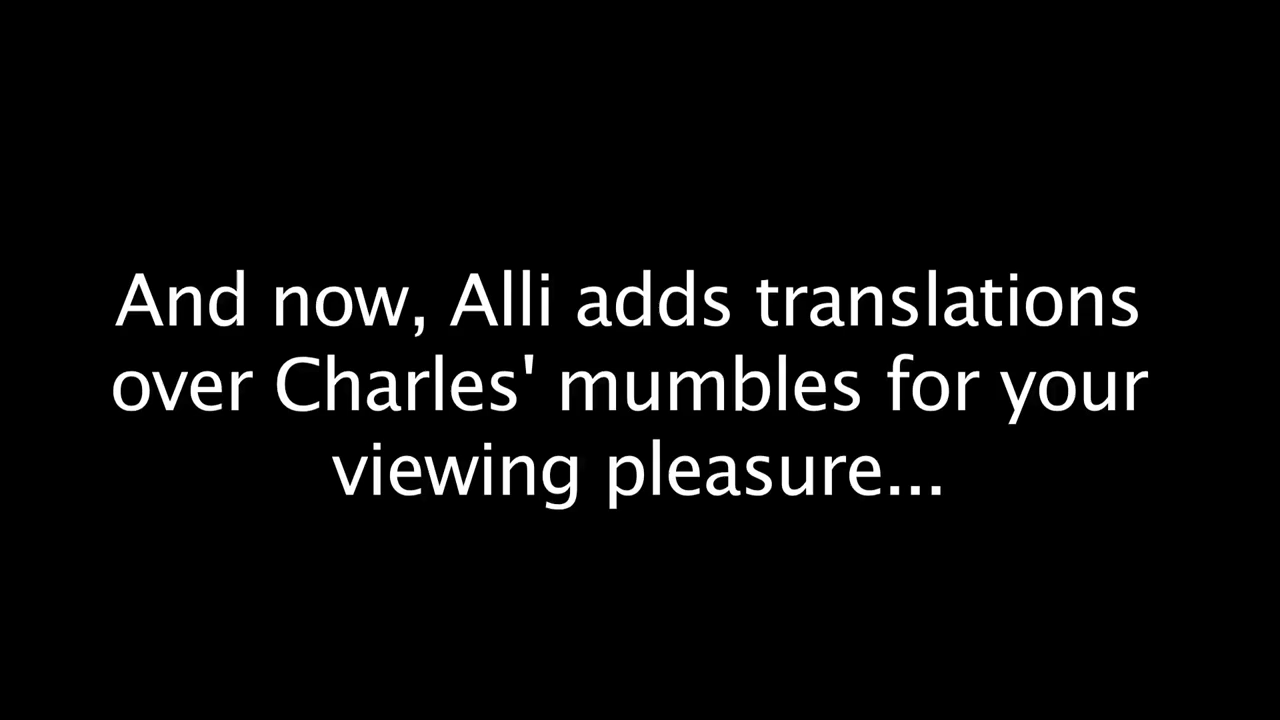 And now, Alli adds translations
over Charles' mumbles for your
viewing pleasure...